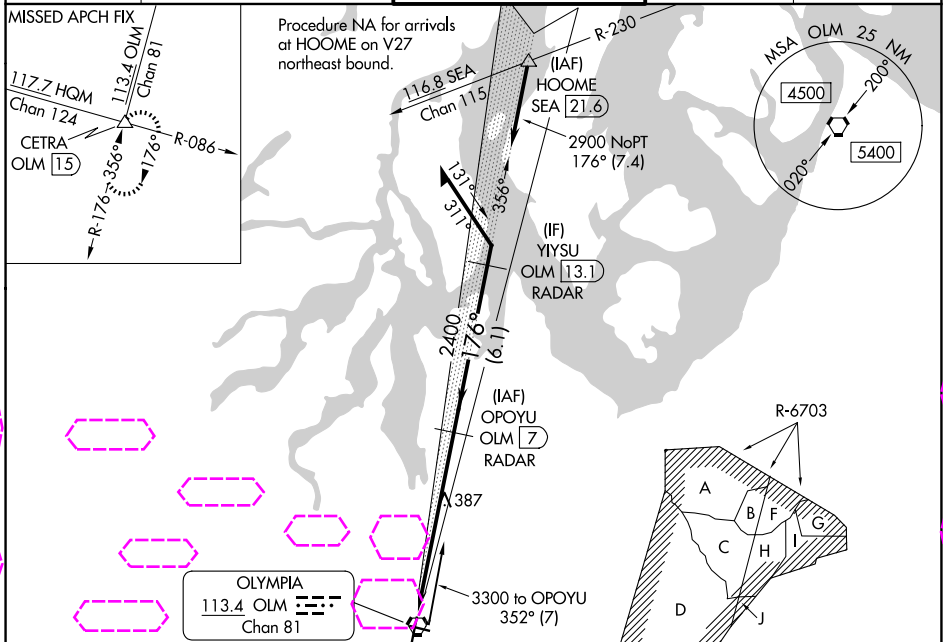 MISSED APCH FIX
113.4 OLM
Chan 81
117.7 HQM
Chan 124
CETRA
OLM 15
R-086
356°
176°
R-176
Procedure NA for arrivals
at HOOME on V27
northeast bound.
R-230
116.8 SEA
Chan 115
(IAF)
HOOME
SEA 21.6
2900 NoPT
176° (7.4)
MSA OLM 25 NM
4500
200°
5400
020°
131°
311°
356°
(IF)
YIYSU
OLM 13.1
RADAR
2400
176°
(6.1)
(IAF)
OPOYU
OLM 7
RADAR
387
R-6703
A
B
F
G
C
H
I
D
J
OLYMPIA
113.4 OLM
Chan 81
3300 to OPOYU
352° (7)